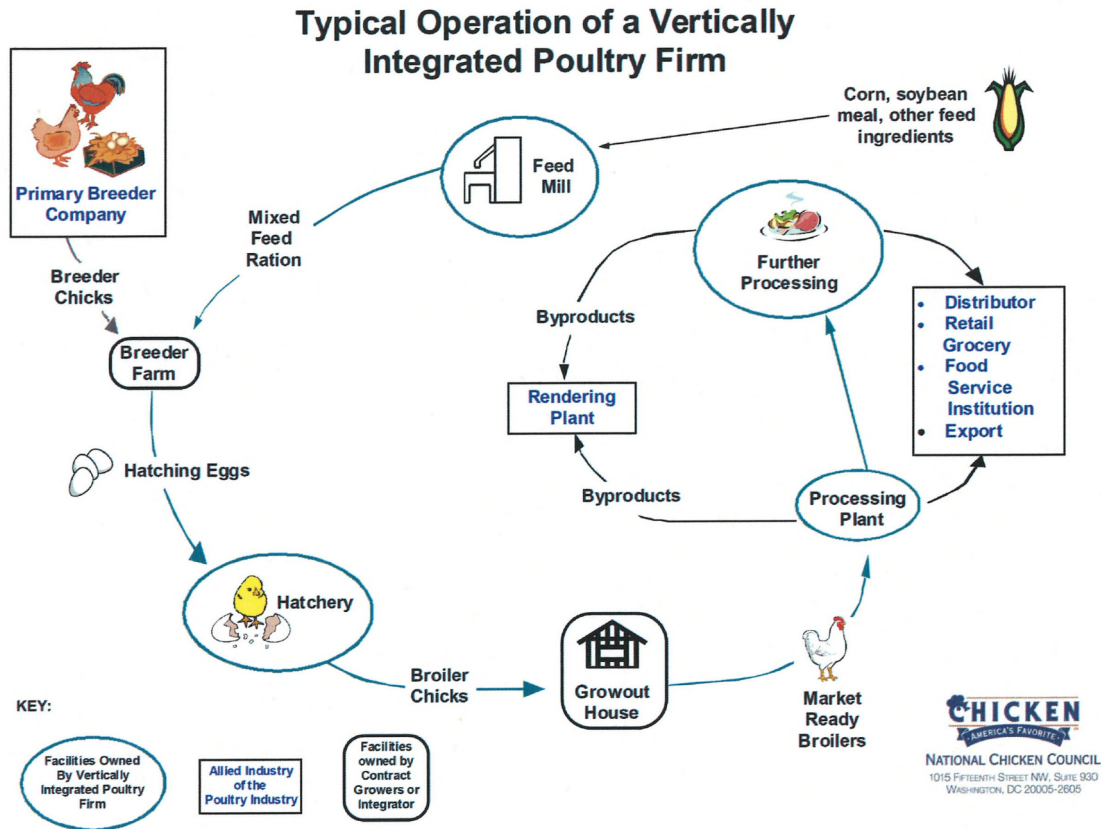 Typical Operation of a Vertically
Integrated Poultry Firm
Primary Breeder
Company
Corn, soybean
meal, other feed
ingredients
Feed
Mill
Mixed
Feed
Ration
Breeder
Chicks
Breeder
Farm
Further
Processing
Byproducts
Rendering
Plant
• Distributor
• Retail
Grocery
• Food
Service
Institution
• Export
Hatching Eggs
Byproducts
Processing
Plant
Hatchery
Broiler
Chicks
Growout
House
Market
Ready
Broilers
KEY:
Facilities Owned
By Vertically
Integrated Poultry
Firm
Allied Industry
of the
Poultry Industry
Facilities
owned by
Contract
Growers or
Integrator
CHICKEN
AMERICA'S FAVORITE
NATIONAL CHICKEN COUNCIL
1015 FIFTEENTH STREET NW, SUITE 930
WASHINGTON, DC 20005-2605